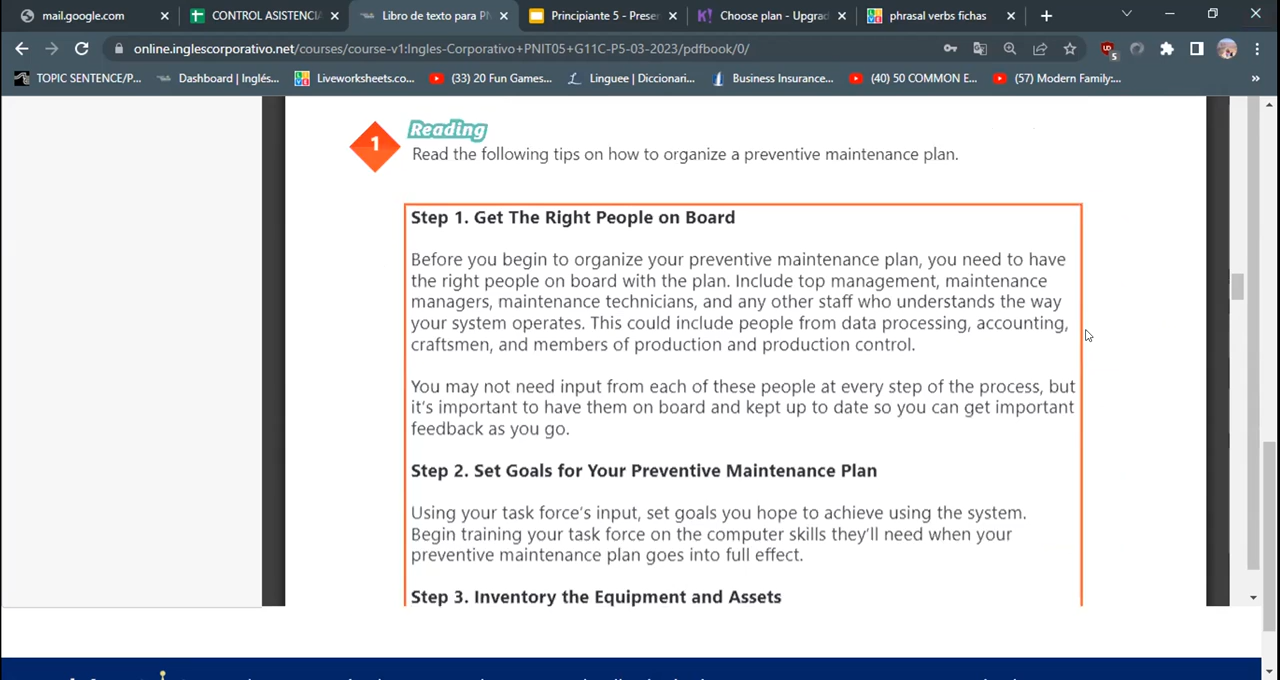 mail.google.com
CONTROL ASISTENCIA
Libro de texto para PN
Principiante 5 - Prese
Choose plan - Upgrad
phrasal verbs fichas
online.inglescorporativo.net/courses/course-v1:Ingles-Corporativo+PNIT05+G11C-P5-03-2023/pdfbook/0/
5
TOPIC SENTENCE/P...
Dashboard | Inglés...
Liveworksheets.co...
(33) 20 Fun Games...
Linguee | Diccionari...
Business Insurance...
(40) 50 COMMON E...
(57) Modern Family:...
»
1
Reading
Read the following tips on how to organize a preventive maintenance plan.
Step 1. Get The Right People on Board
Before you begin to organize your preventive maintenance plan, you need to have
the right people on board with the plan. Include top management, maintenance
managers, maintenance technicians, and any other staff who understands the way
your system operates. This could include people from data processing, accounting,
craftsmen, and members of production and production control.
You may not need input from each of these people at every step of the process, but
it's important to have them on board and kept up to date so you can get important
feedback as you go.
Step 2. Set Goals for Your Preventive Maintenance Plan
Using your task force's input, set goals you hope to achieve using the system.
Begin training your task force on the computer skills they'll need when your
preventive maintenance plan goes into full effect.
Step 3. Inventory the Equipment and Assets